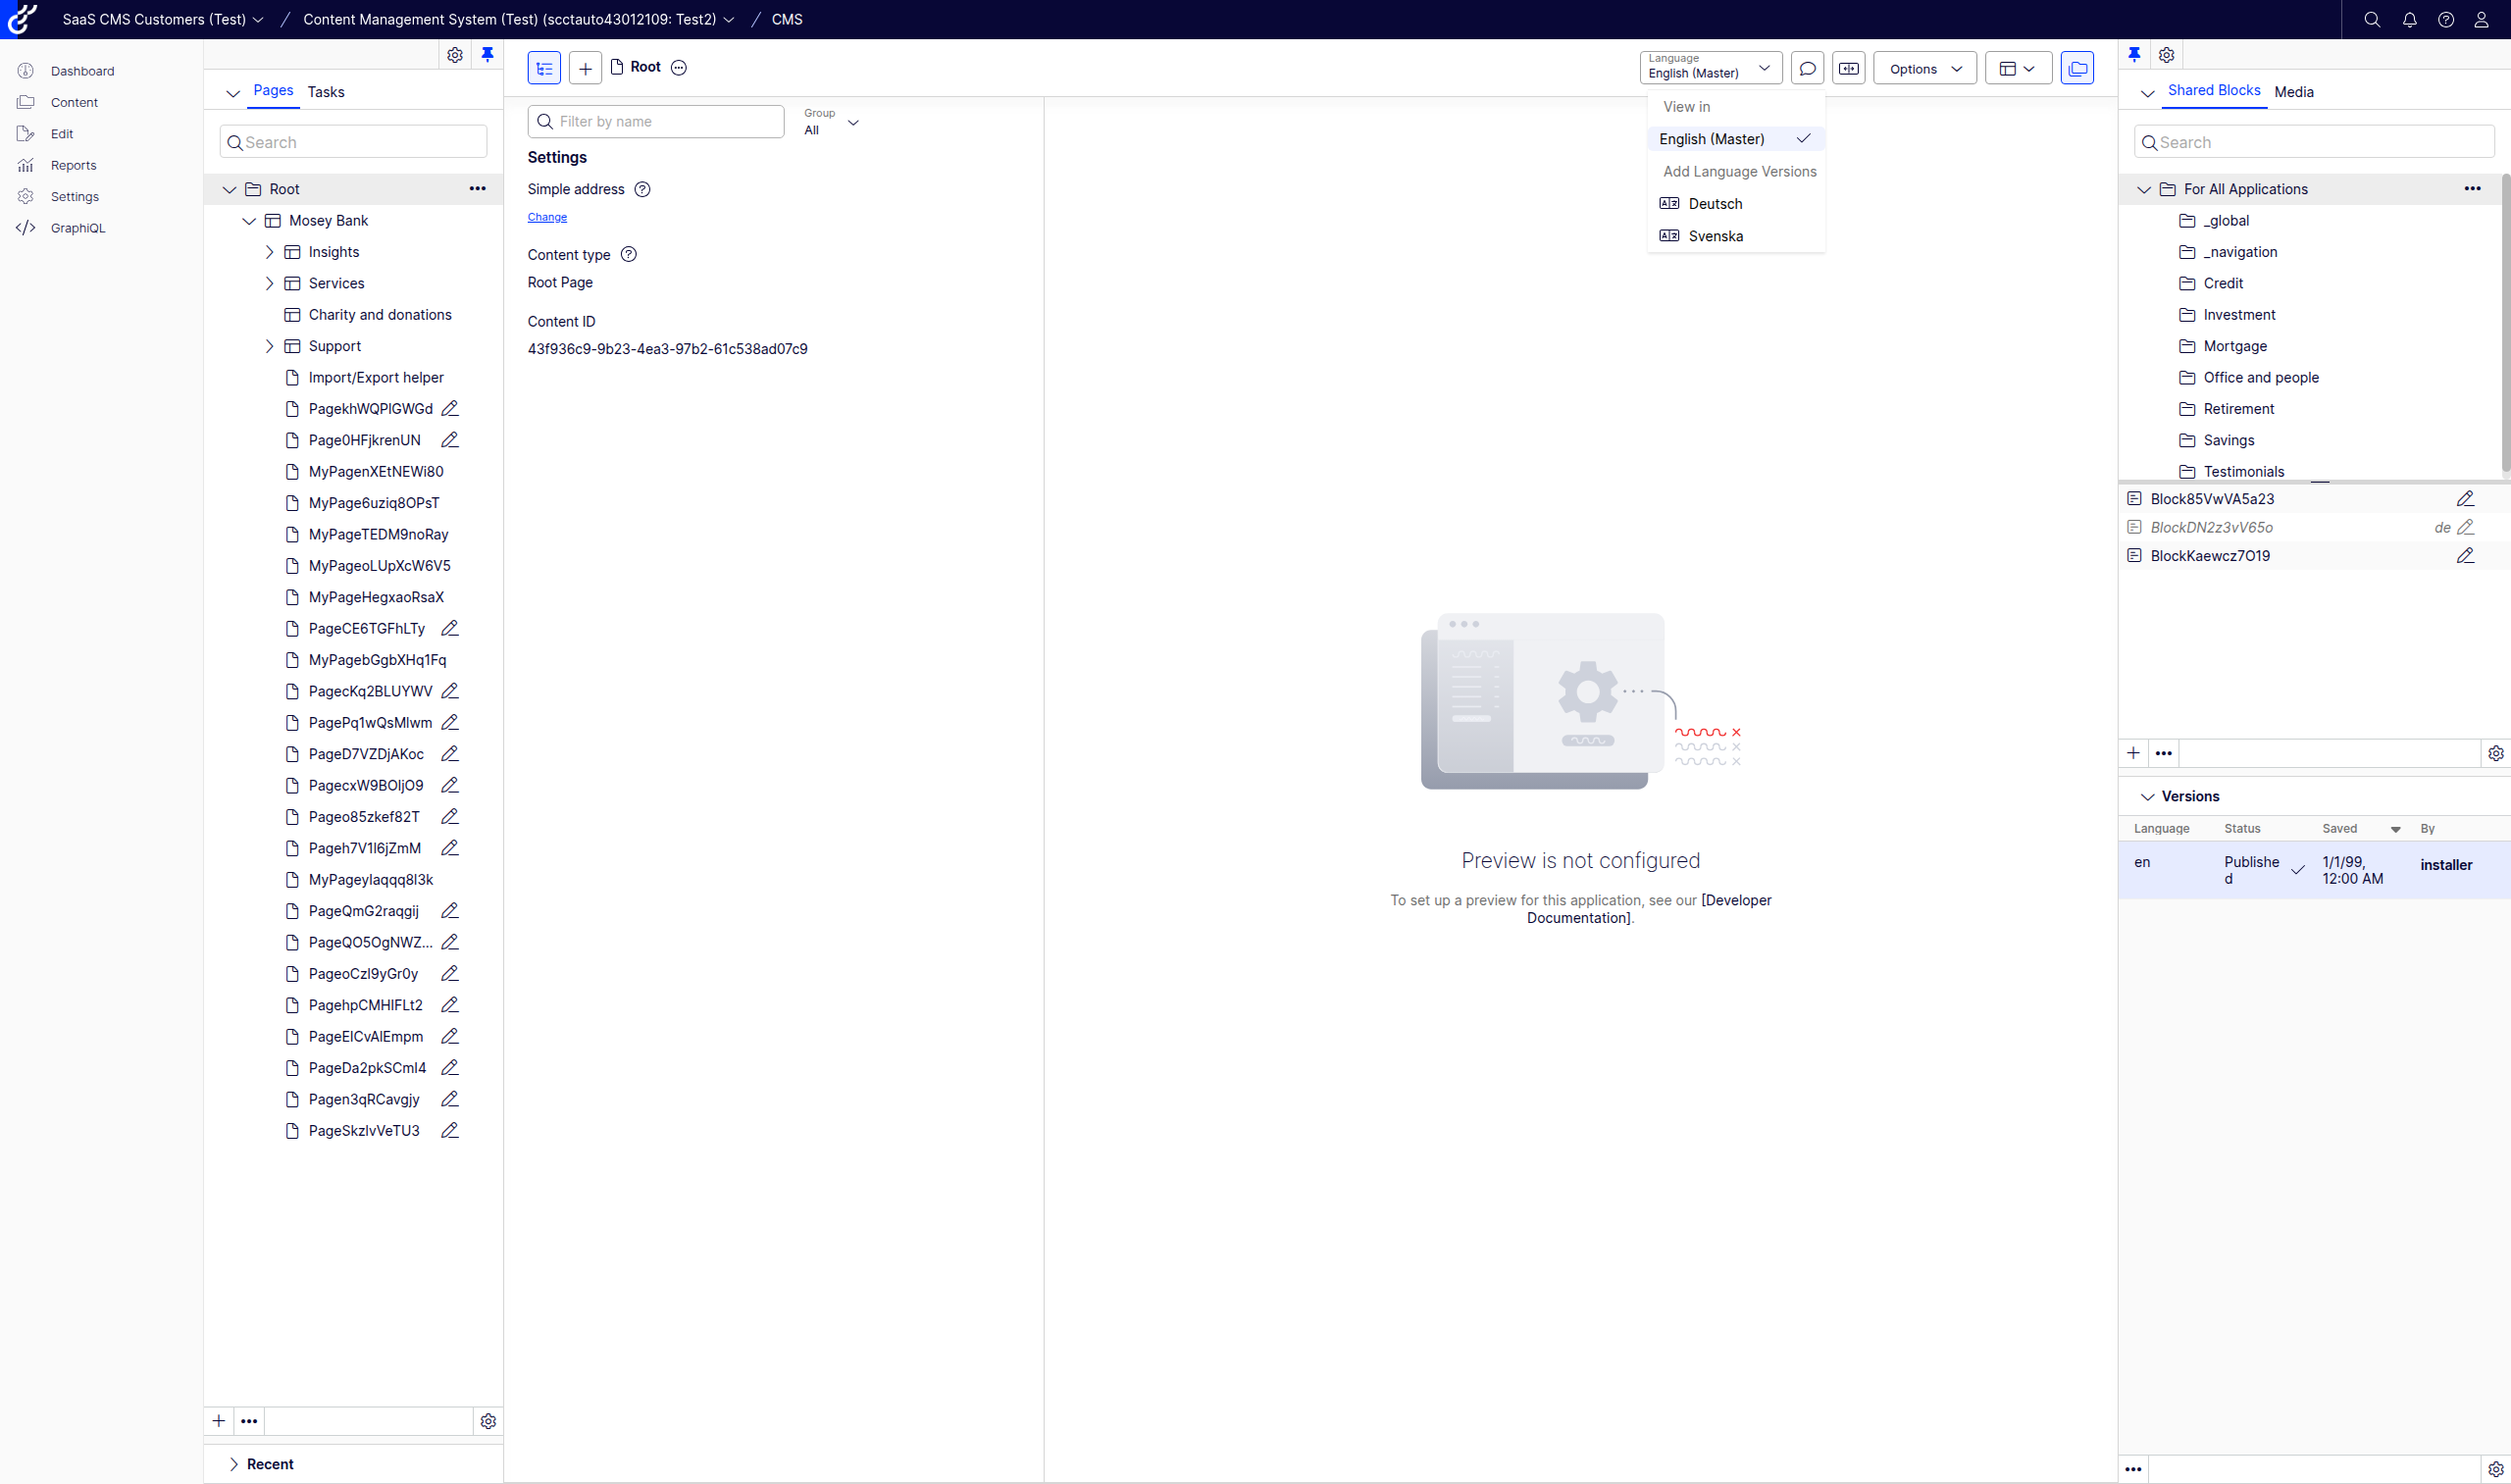 SaaS CMS Customers (Test) / Content Management System (Test) (scctauto43012109: Test2) / CMS
Dashboard
Content
Edit
Reports
Settings
GraphiQL
Pages Tasks
Search
Root
Mosey Bank
Insights
Services
Charity and donations
Support
Import/Export helper
PagekhWQPIGWGd
Page0HFjkrenUN
MyPagenXEtNEWi80
MyPage6uziq8OPsT
MyPageTEDM9noRay
MyPageoLUpXcW6V5
MyPageHegxaoRsaX
PageCE6TGFhLTy
MyPagebGgbXHq1Fq
PagecKq2BLUYWV
PagePq1wQsMlwm
PageD7VZDjAKoc
PagecxW9BOljO9
Pageo85zkef82T
Pageh7V1l6jZmM
MyPageylaqqq8l3k
PageQmG2raqgij
PageQO5OgNWZ...
PageoCzl9yGr0y
PagehpCMHIFLt2
PageElCvAlEmpm
PageDa2pkSCml4
Pagen3qRCavgjy
PageSkzlvVeTU3
Recent
Root
Filter by name
Group
All
Settings
Simple address
Change
Content type
Root Page
Content ID
43f936c9-9b23-4ea3-97b2-61c538ad07c9
Language
English (Master)
Options
View in
English (Master)
Add Language Versions
Deutsch
Svenska
Preview is not configured
To set up a preview for this application, see our [Developer
Documentation].
Shared Blocks Media
Search
For All Applications
_global
_navigation
Credit
Investment
Mortgage
Office and people
Retirement
Savings
Testimonials
Block85VwVA5a23
BlockDN2z3vV65o de
BlockKaewcz7O19
Versions
Language Status Saved By
en Publishe 1/1/99, installer
d 12:00 AM